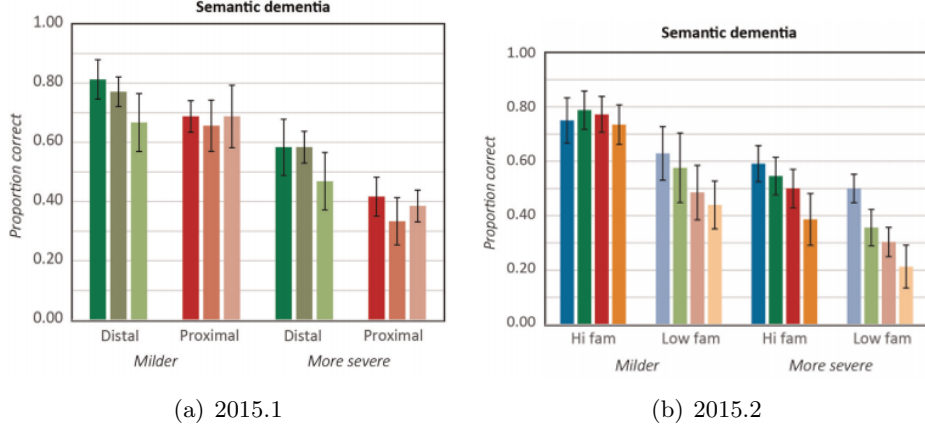 Semantic dementia
1.00
0.80
0.60
0.40
0.20
0.00
Proportion correct
Distal Proximal Distal Proximal
Milder More severe
(a) 2015.1
Semantic dementia
1.00
0.80
0.60
0.40
0.20
0.00
Proportion correct
Hi fam Low fam Hi fam Low fam
Milder More severe
(b) 2015.2